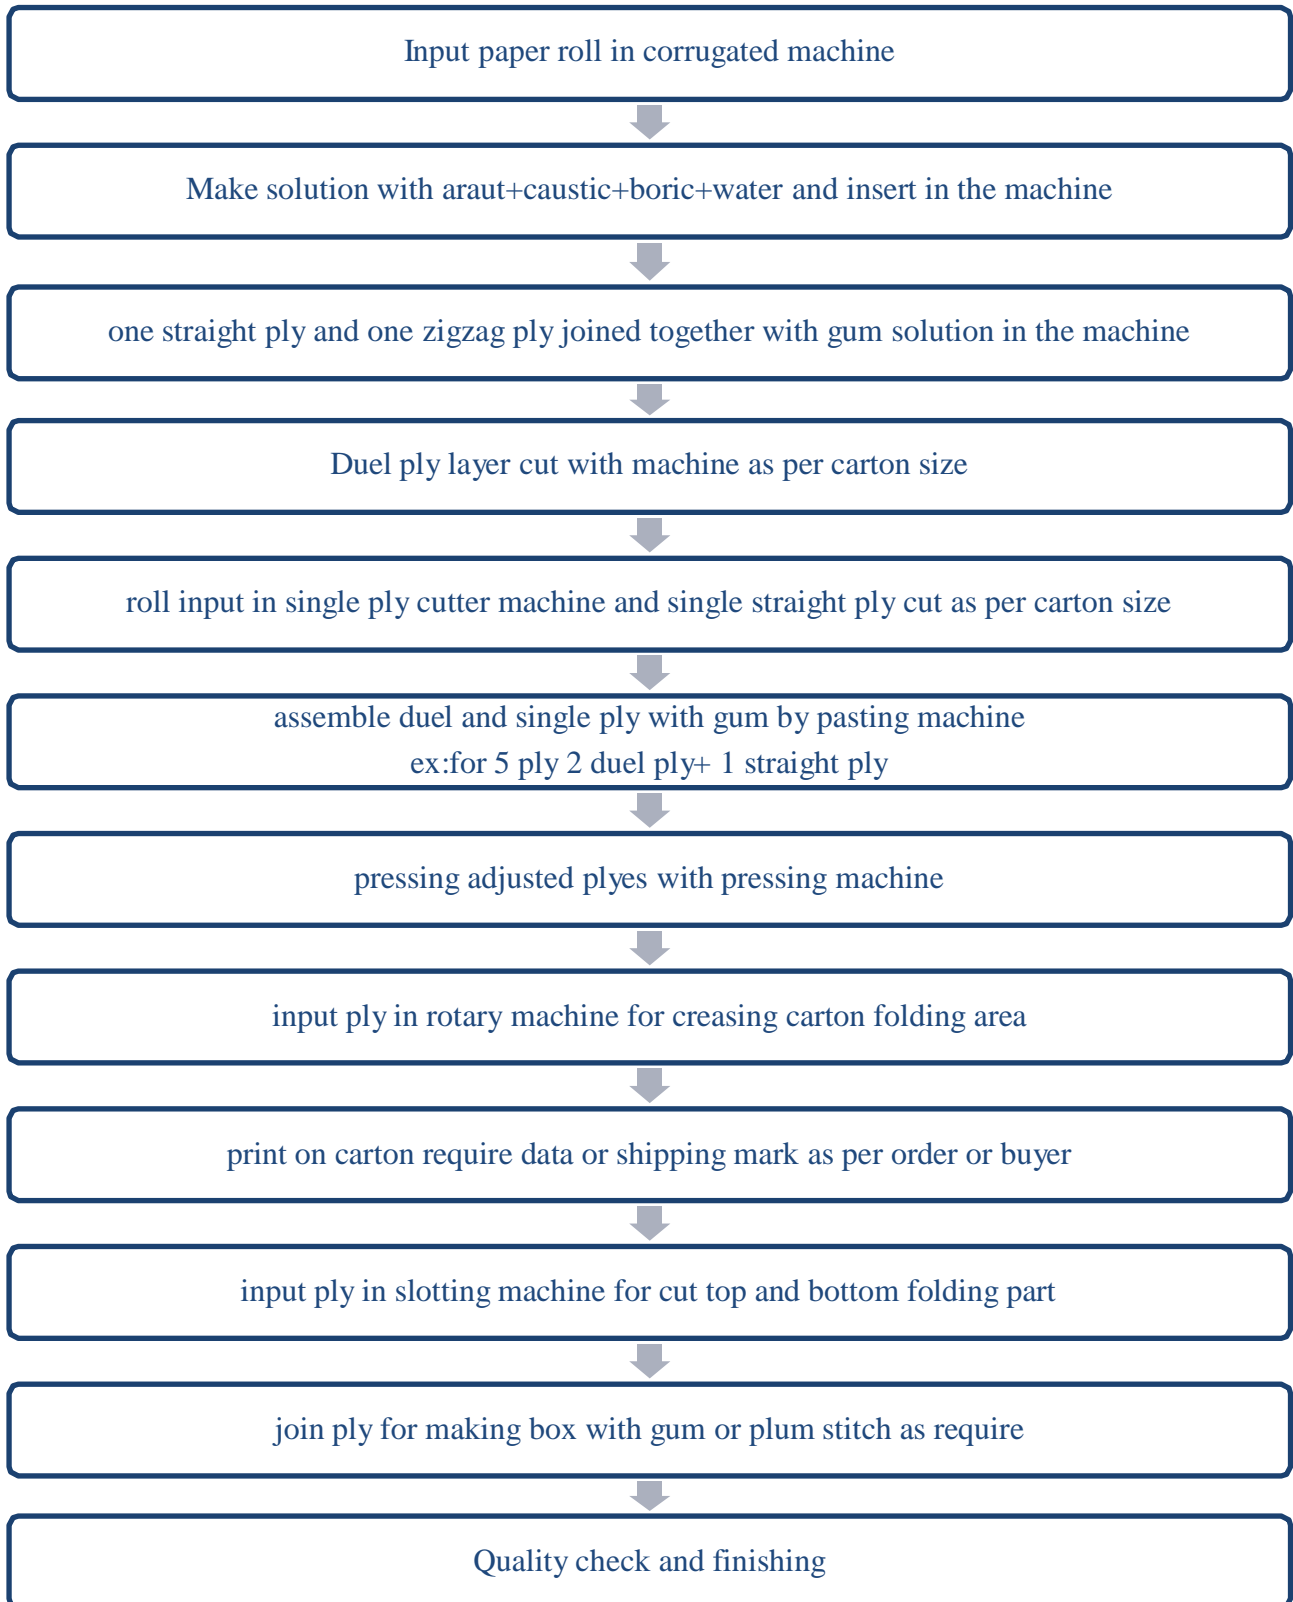 Input paper roll in corrugated machine
Make solution with araut+caustic+boric+water and insert in the machine
one straight ply and one zigzag ply joined together with gum solution in the machine
Duel ply layer cut with machine as per carton size
roll input in single ply cutter machine and single straight ply cut as per carton size
assemble duel and single ply with gum by pasting machine
ex:for 5 ply 2 duel ply+ 1 straight ply
pressing adjusted plyes with pressing machine
input ply in rotary machine for creasing carton folding area
print on carton require data or shipping mark as per order or buyer
input ply in slotting machine for cut top and bottom folding part
join ply for making box with gum or plum stitch as require
Quality check and finishing